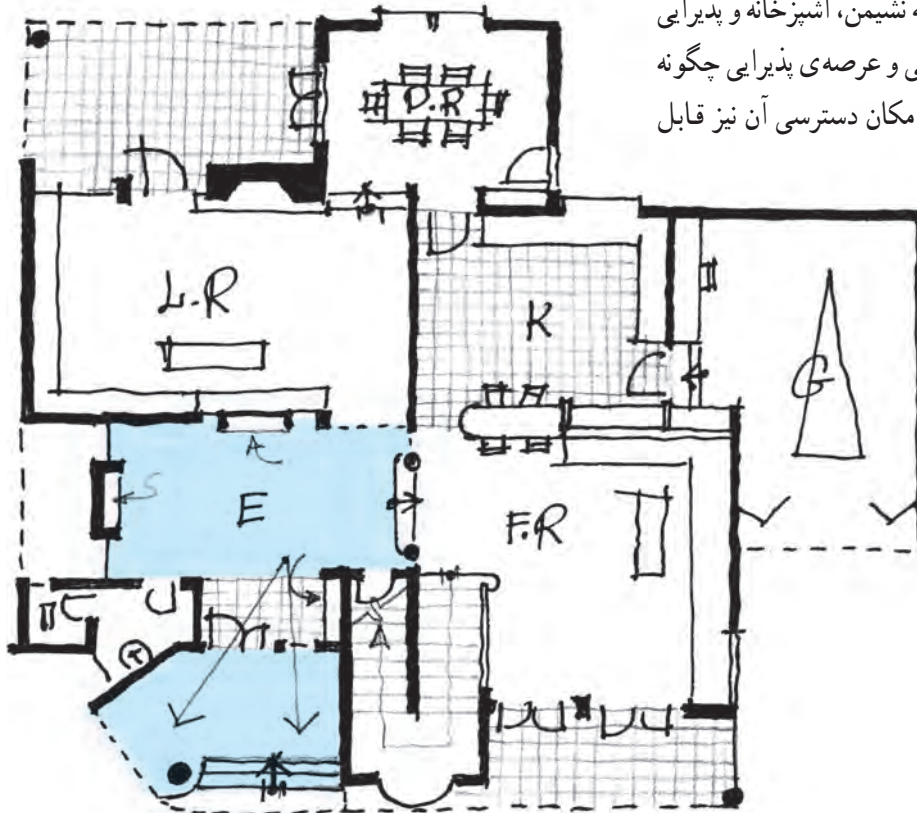 نشیمن، آشپزخانه و پذیرایی
ی و عرصه‌ی پذیرایی چگونه
مکان دسترسی آن نیز قابل
D.R
L.R
K
G
A
S
E
F.R
T